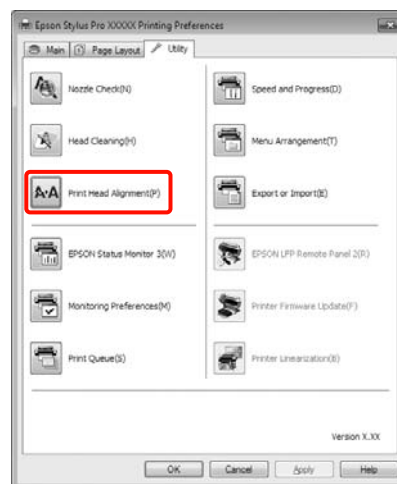 Epson Stylus Pro XXXXX Printing Preferences
Main Page Layout Utility
Nozzle Check(N)
Speed and Progress(D)
Head Cleaning(H)
Menu Arrangement(T)
A-A Print Head Alignment(P)
Export or Import(E)
EPSON Status Monitor 3(W)
EPSON LFP Remote Panel 2(R)
Monitoring Preferences(M)
Printer Firmware Update(F)
Print Queue(S)
Printer Linearization(B)
Version X.XX
OK Cancel Apply Help